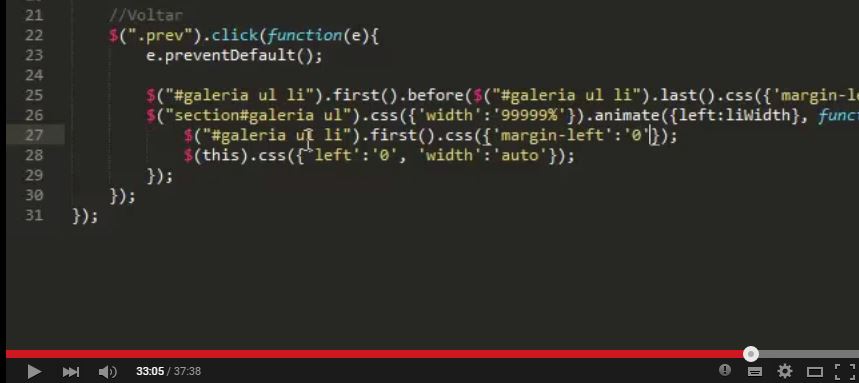 21 //Voltar
22 $(".prev").click(function(e){
23 e.preventDefault();
24
25 $("#galeria ul li").first().before($("#galeria ul li").last().css({'margin-l
26 $("section#galeria ul").css({'width':'99999%'}).animate({left:liWidth}, func
27 $("#galeria ul li").first().css({'margin-left':'0'});
28 $(this).css({'left':'0', 'width':'auto'});
29 });
30 });
31 });
33:05 / 37:38